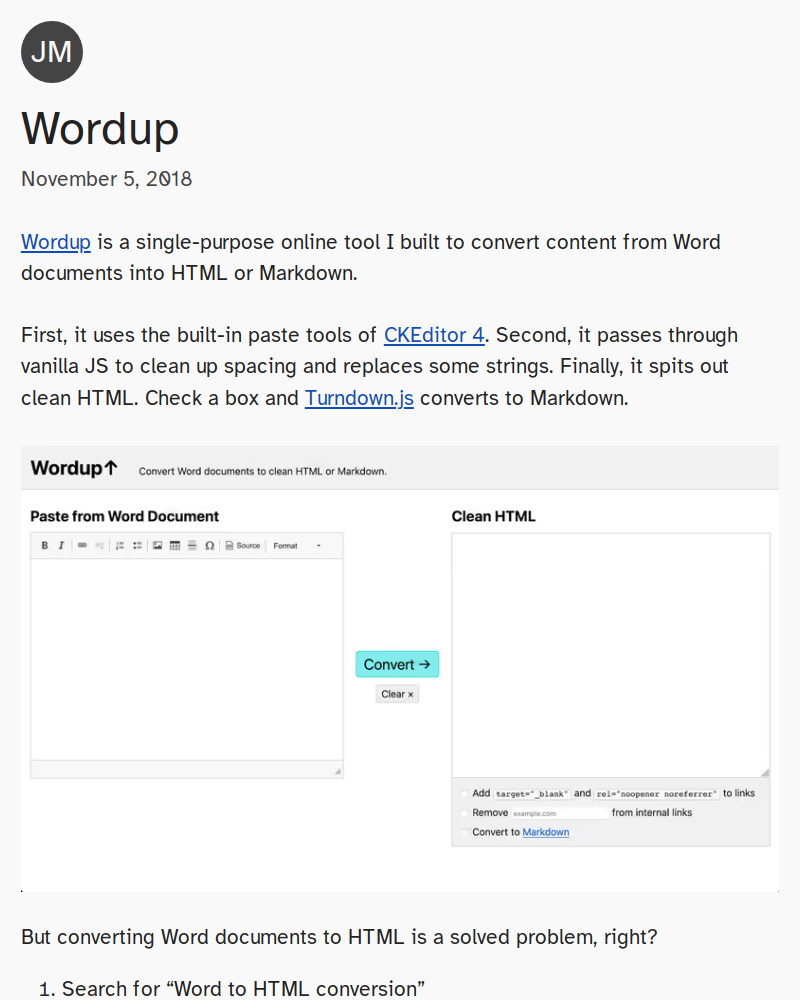 JM
Wordup
November 5, 2018
Wordup is a single-purpose online tool I built to convert content from Word
documents into HTML or Markdown.
First, it uses the built-in paste tools of CKEditor 4. Second, it passes through
vanilla JS to clean up spacing and replaces some strings. Finally, it spits out
clean HTML. Check a box and Turndown.js converts to Markdown.
Wordup↑ Convert Word documents to clean HTML or Markdown.
Paste from Word Document
B I Source Format
Convert →
Clear ×
Clean HTML
Add target="_blank" and rel="noopener noreferrer" to links
Remove example.com from internal links
Convert to Markdown
But converting Word documents to HTML is a solved problem, right?
1. Search for “Word to HTML conversion”